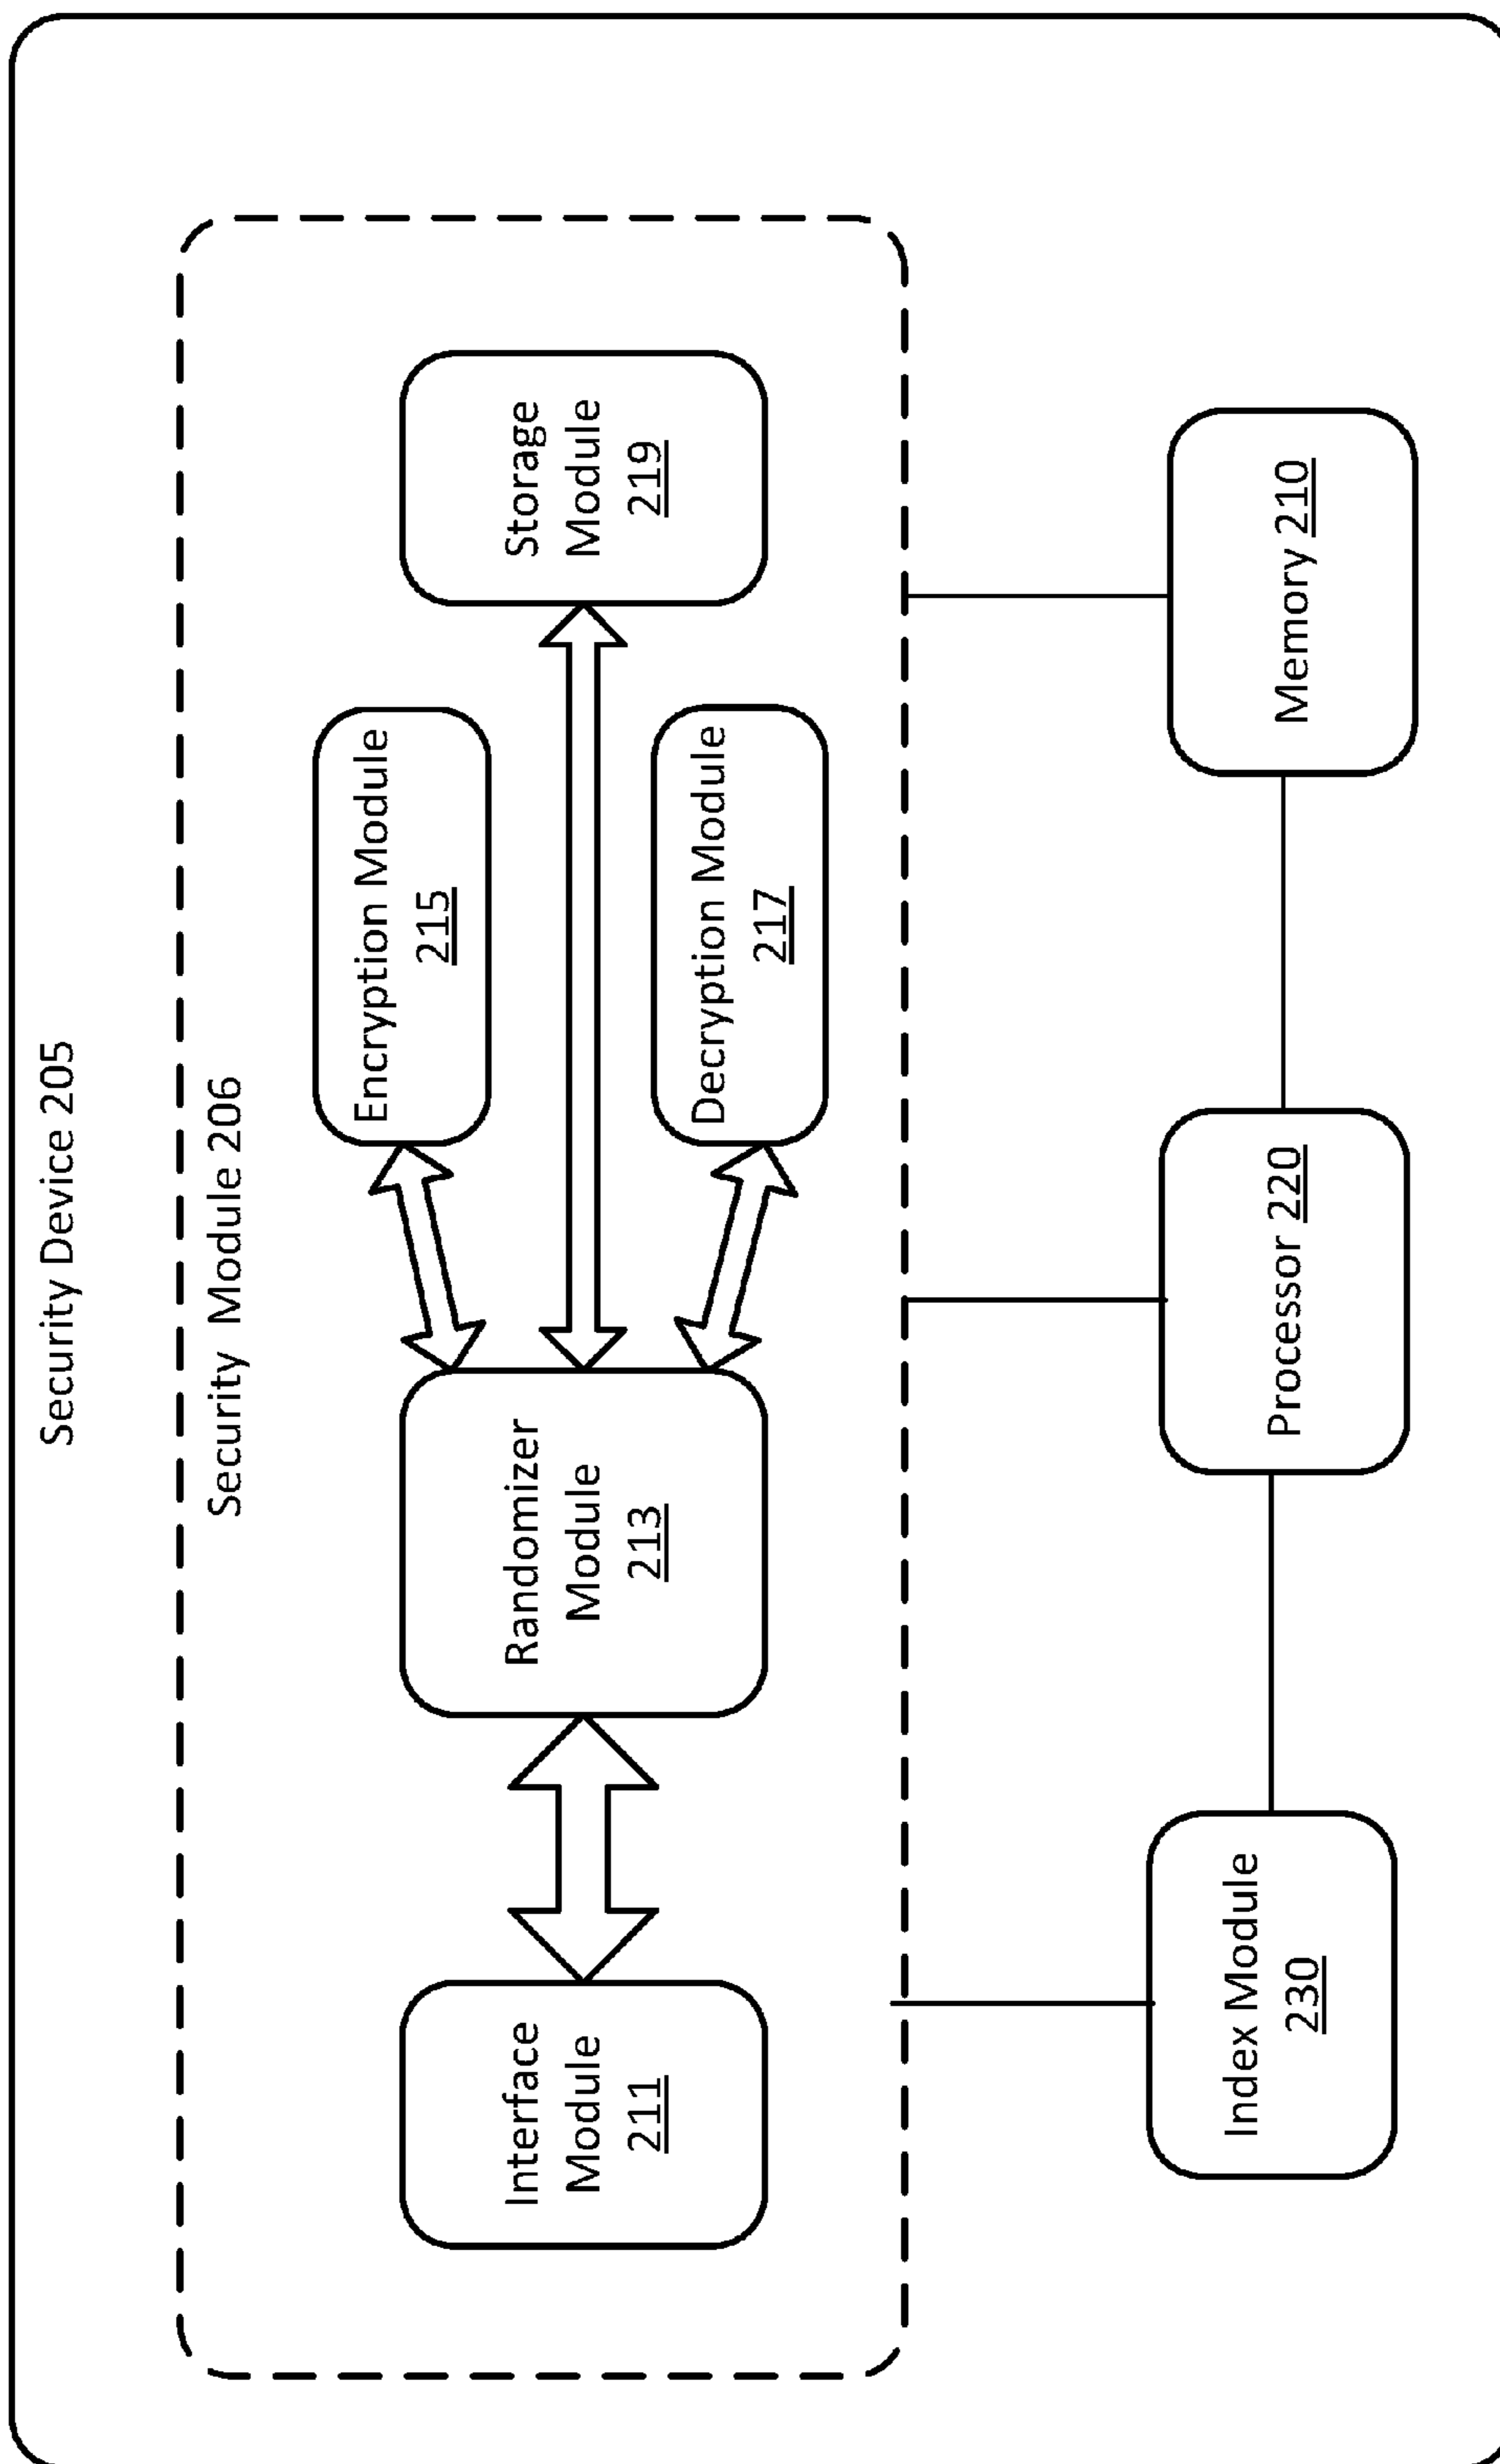 Security Device 205
Security Module 206
Interface
Module
211
Randomizer
Module
213
Encryption Module
215
Decryption Module
217
Storage
Module
219
Index Module
230
Processor 220
Memory 210